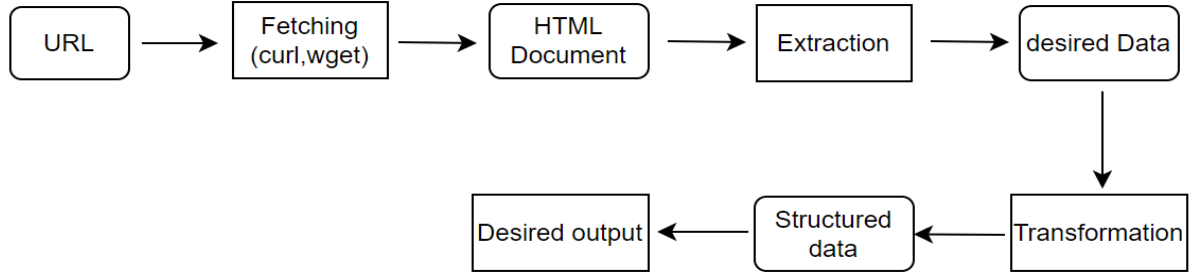 URL
Fetching
(curl,wget)
HTML
Document
Extraction
desired Data
Transformation
Structured
data
Desired output